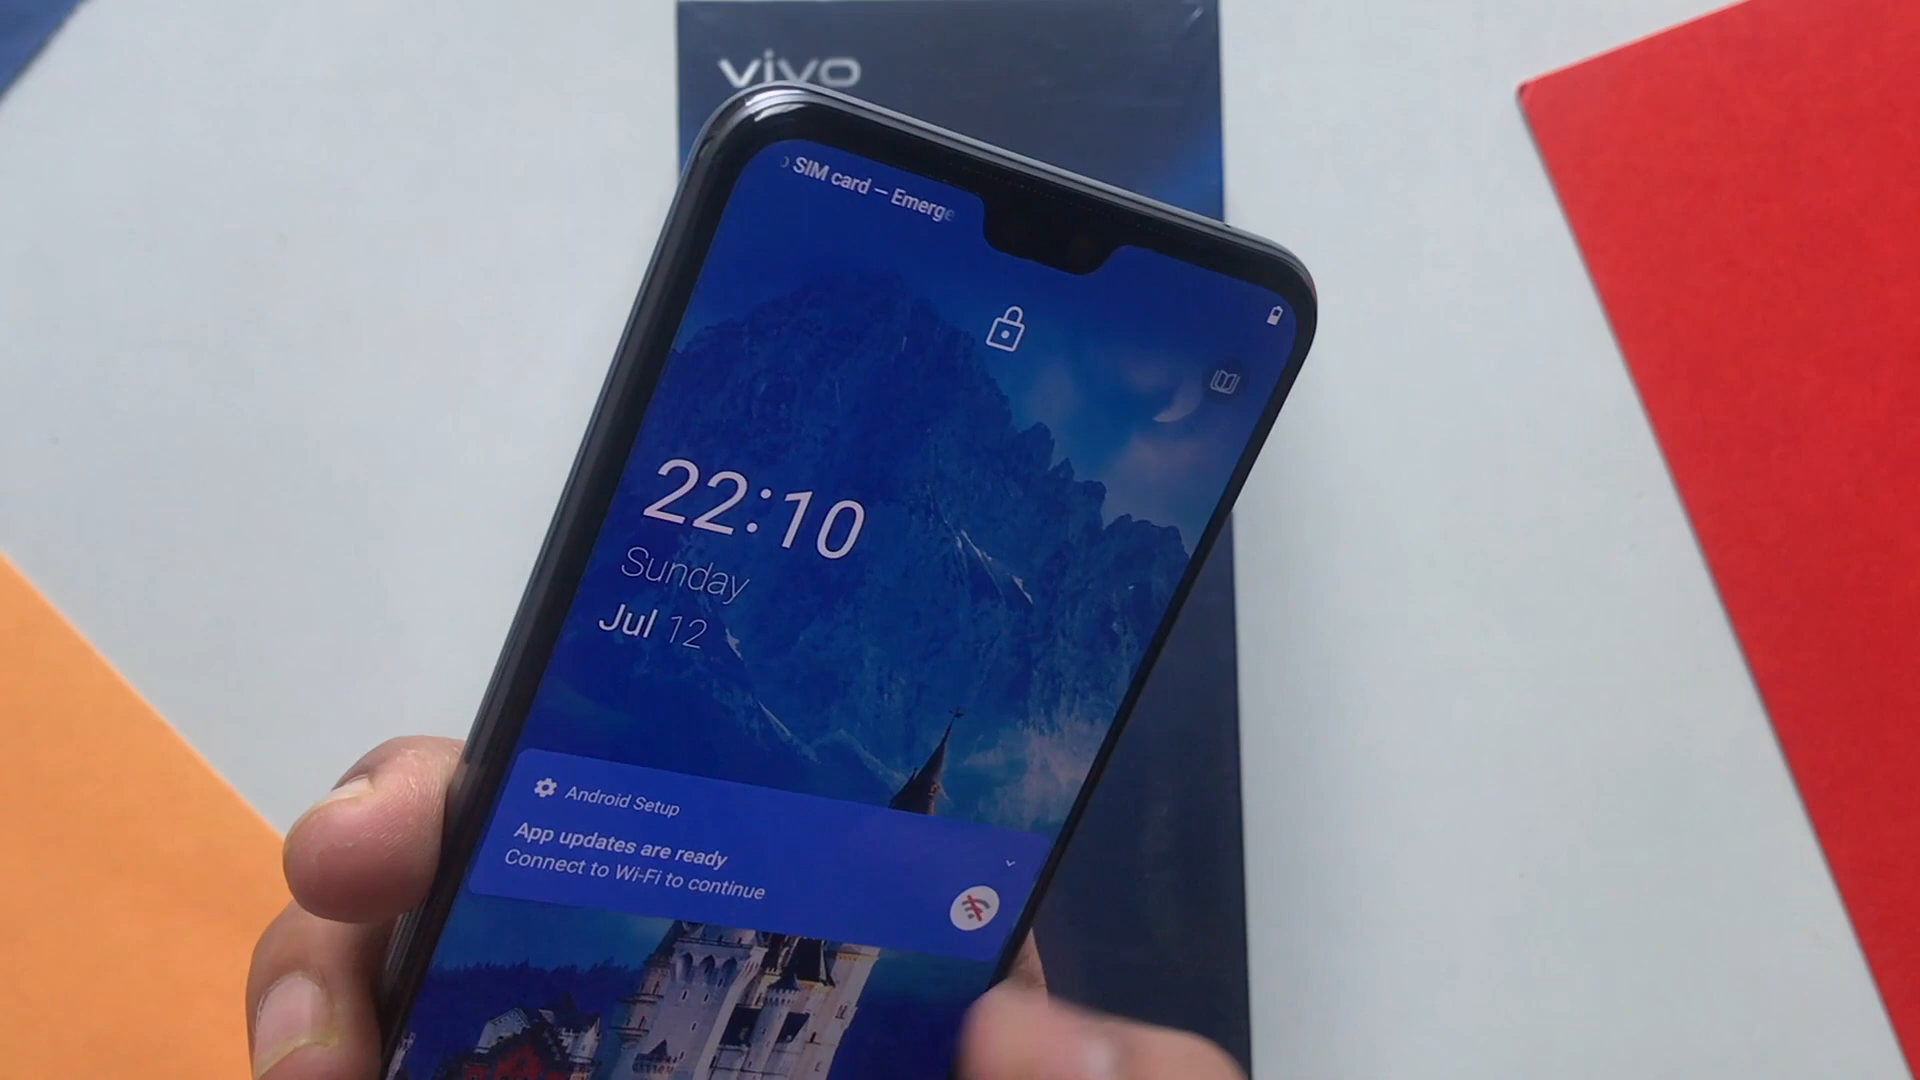 vivo
SIM card — Emerge
22:10
Sunday
Jul 12
Android Setup
App updates are ready
Connect to Wi-Fi to continue